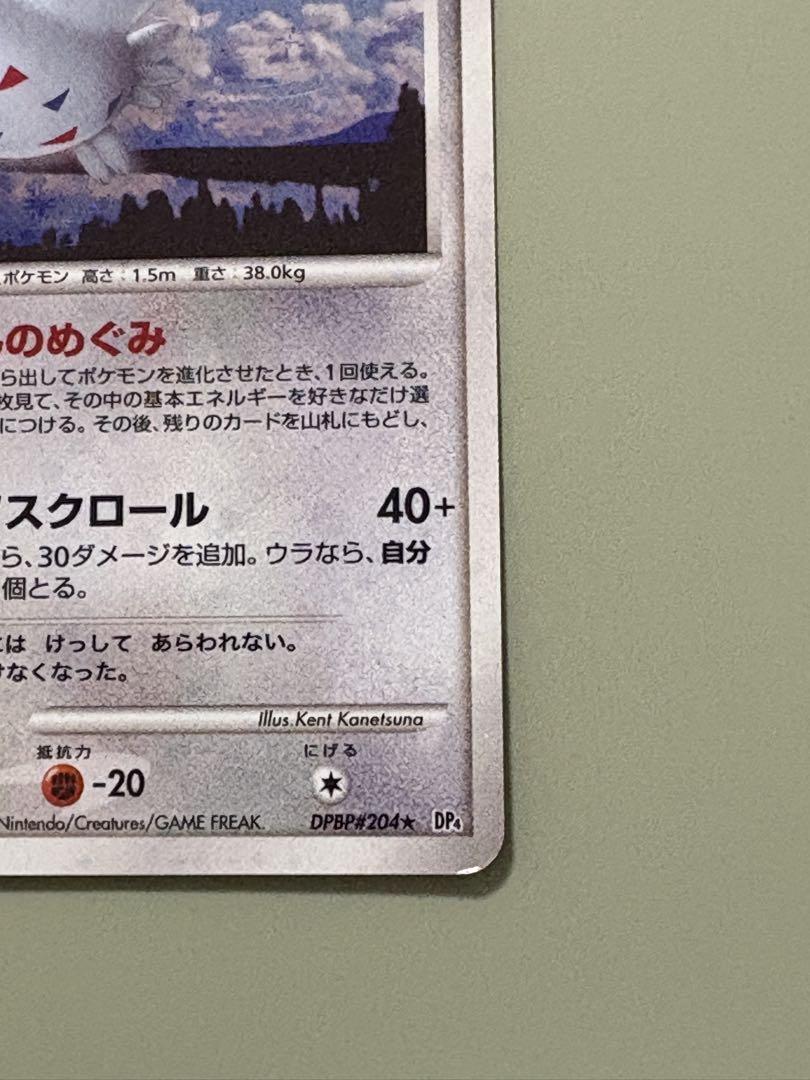 ポケモン 高さ：1.5m 重さ：38.0kg
のめぐみ
ら出してポケモンを進化させたとき、1回使える。
枚見て、その中の基本エネルギーを好きなだけ選
につける。その後、残りのカードを山札にもどし、
スクロール 40+
ら、30ダメージを追加。ウラなら、自分
個とる。
には けっして あらわれない。
なくなった。
Illus. Kent Kanetsuna
抵抗力 にげる
-20
Nintendo/Creatures/GAME FREAK. DPBP#204★ DP4